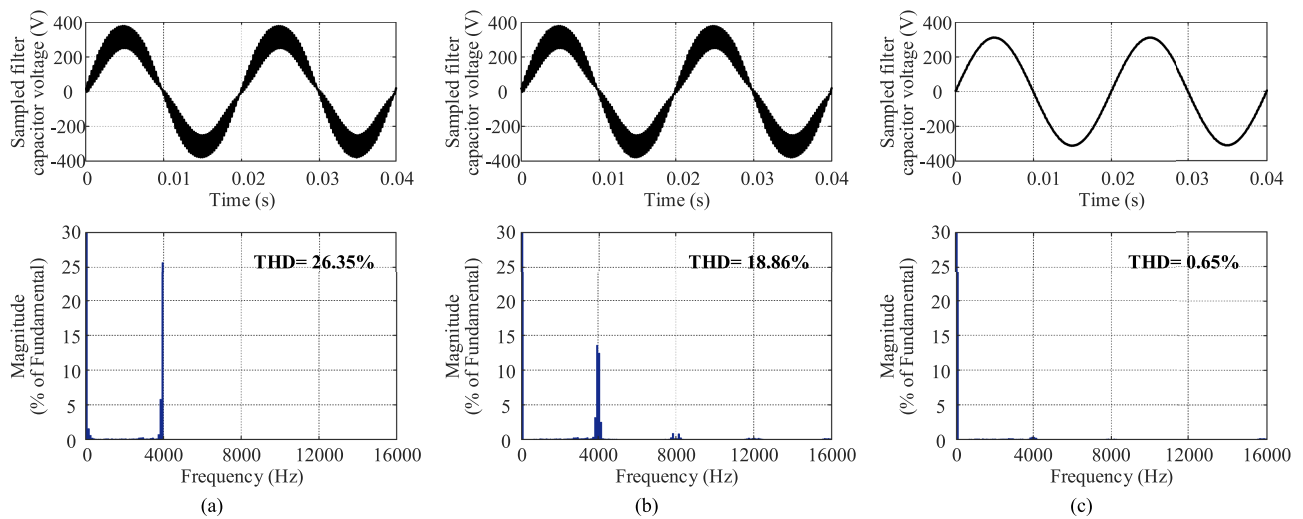 Sampled filter
capacitor voltage (V)
400
200
0
-200
-400
0
0.01
0.02
0.03
0.04
Time (s)
Sampled filter
capacitor voltage (V)
400
200
0
-200
-400
0
0.01
0.02
0.03
0.04
Time (s)
Sampled filter
capacitor voltage (V)
400
200
0
-200
-400
0
0.01
0.02
0.03
0.04
Time (s)
Magnitude
(% of Fundamental)
30
25
20
15
10
5
0
THD= 26.35%
0
4000
8000
12000
16000
Frequency (Hz)
(a)
Magnitude
(% of Fundamental)
30
25
20
15
10
5
0
THD= 18.86%
0
4000
8000
12000
16000
Frequency (Hz)
(b)
Magnitude
(% of Fundamental)
30
25
20
15
10
5
0
THD= 0.65%
0
4000
8000
12000
16000
Frequency (Hz)
(c)